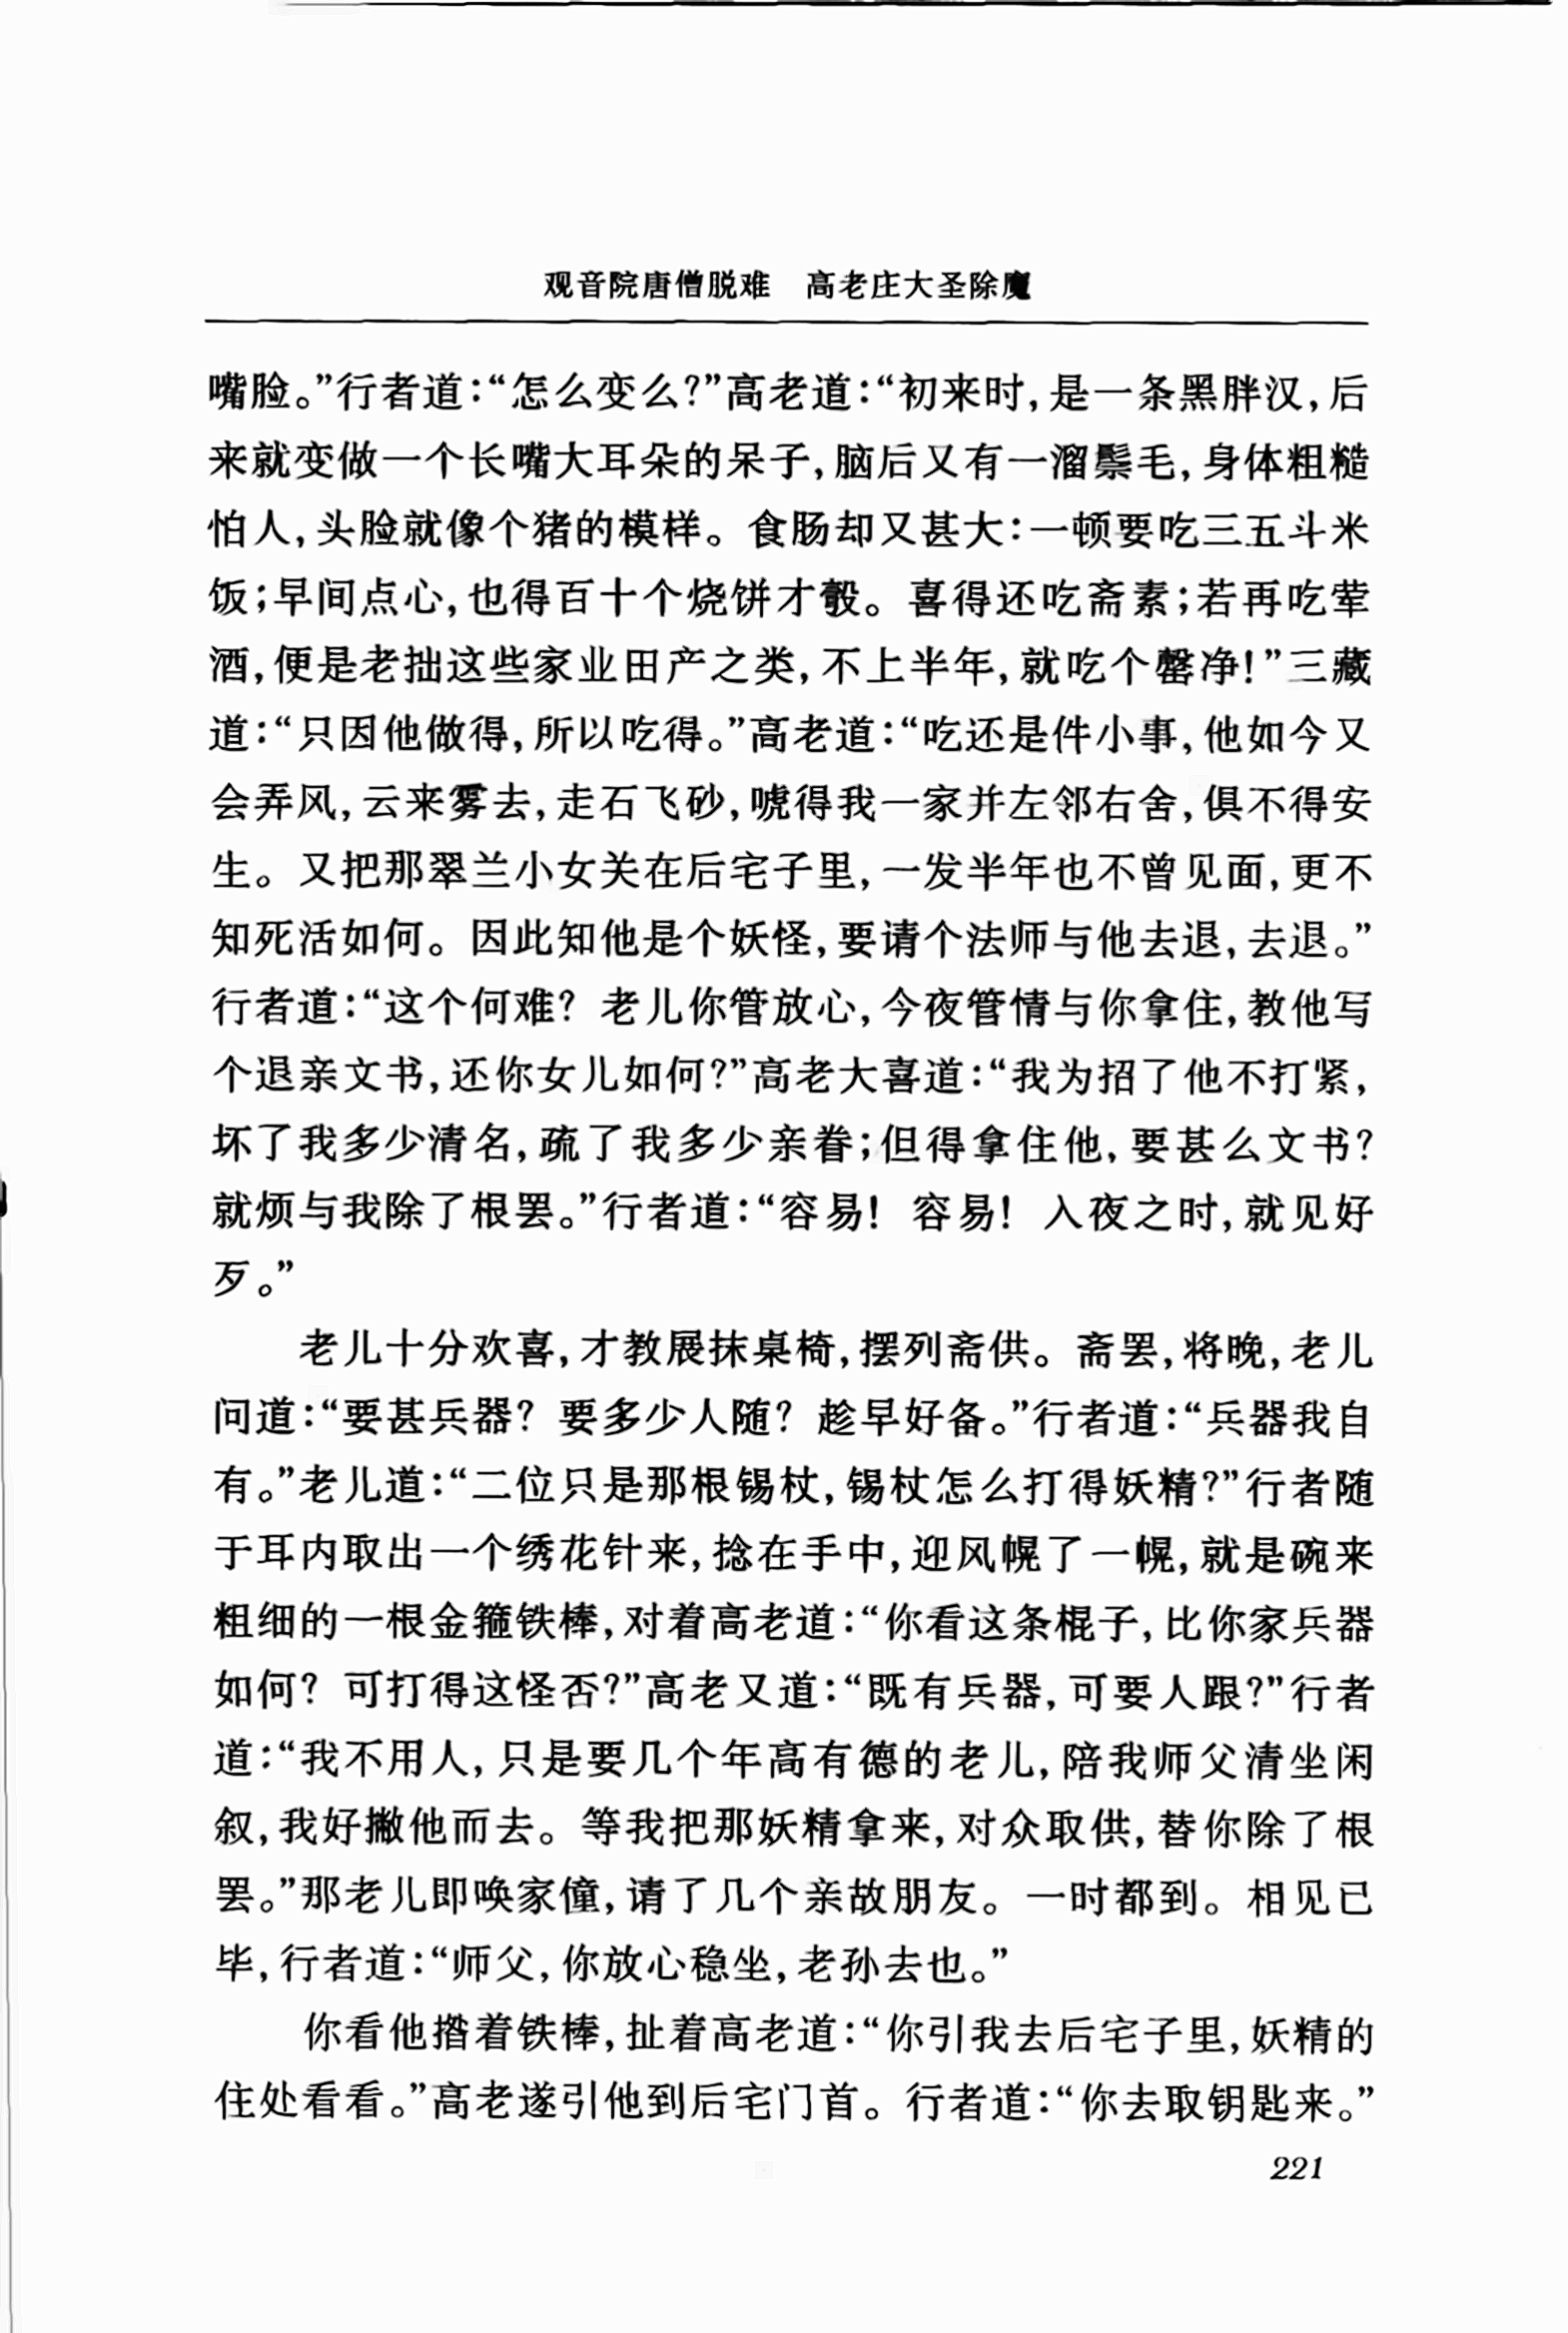 观音院唐僧脱难　高老庄大圣除魔
嘴脸。”行者道：“怎么变么？”高老道：“初来时，是一条黑胖汉，后
来就变做一个长嘴大耳朵的呆子，脑后又有一溜鬃毛，身体粗糙
怕人，头脸就像个猪的模样。食肠却又甚大：一顿要吃三五斗米
饭；早间点心，也得百十个烧饼才彀。喜得还吃斋素；若再吃荤
酒，便是老拙这些家业田产之类，不上半年，就吃个罄净！”三藏
道：“只因他做得，所以吃得。”高老道：“吃还是件小事，他如今又
会弄风，云来雾去，走石飞砂，唬得我一家并左邻右舍，俱不得安
生。又把那翠兰小女关在后宅子里，一发半年也不曾见面，更不
知死活如何。因此知他是个妖怪，要请个法师与他去退，去退。”
行者道：“这个何难？老儿你管放心，今夜管情与你拿住，教他写
个退亲文书，还你女儿如何？”高老大喜道：“我为招了他不打紧，
坏了我多少清名，疏了我多少亲眷；但得拿住他，要甚么文书？
就烦与我除了根罢。”行者道：“容易！容易！入夜之时，就见好
歹。”
老儿十分欢喜，才教展抹桌椅，摆列斋供。斋罢，将晚，老儿
问道：“要甚兵器？要多少人随？趁早好备。”行者道：“兵器我自
有。”老儿道：“二位只是那根锡杖，锡杖怎么打得妖精？”行者随
于耳内取出一个绣花针来，捻在手中，迎风幌了一幌，就是碗来
粗细的一根金箍铁棒，对着高老道：“你看这条棍子，比你家兵器
如何？可打得这怪否？”高老又道：“既有兵器，可要人跟？”行者
道：“我不用人，只是要几个年高有德的老儿，陪我师父清坐闲
叙，我好撇他而去。等我把那妖精拿来，对众取供，替你除了根
罢。”那老儿即唤家僮，请了几个亲故朋友。一时都到。相见已
毕，行者道：“师父，你放心稳坐，老孙去也。”
你看他揝着铁棒，扯着高老道：“你引我去后宅子里，妖精的
住处看看。”高老遂引他到后宅门首。行者道：“你去取钥匙来。”
221